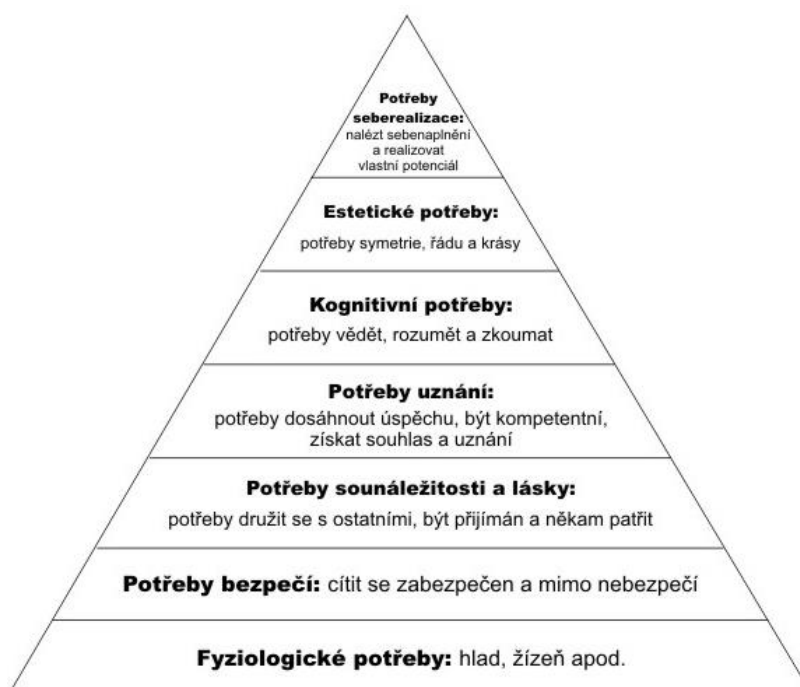 Potřeby
seberealizace:
nalézt sebenaplnění
a realizovat
vlastní potenciál
Estetické potřeby:
potřeby symetrie, řádu a krásy
Kognitivní potřeby:
potřeby vědět, rozumět a zkoumat
Potřeby uznání:
potřeby dosáhnout úspěchu, být kompetentní,
získat souhlas a uznání
Potřeby sounáležitosti a lásky:
potřeby družit se s ostatními, být přijímán a někam patřit
Potřeby bezpečí: cítit se zabezpečen a mimo nebezpečí
Fyziologické potřeby: hlad, žízeň apod.